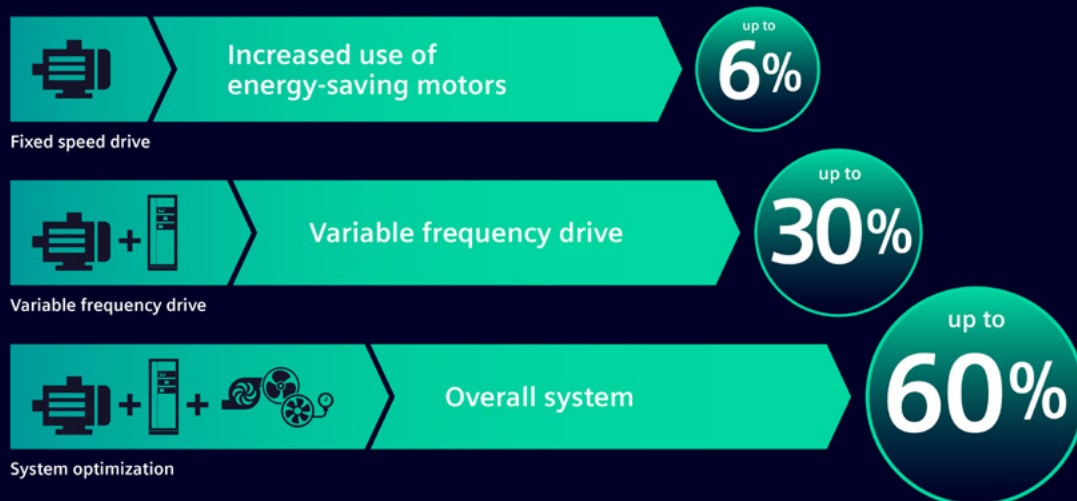 Increased use of
energy-saving motors
up to
6%
Fixed speed drive
Variable frequency drive
up to
30%
Variable frequency drive
Overall system
up to
60%
System optimization